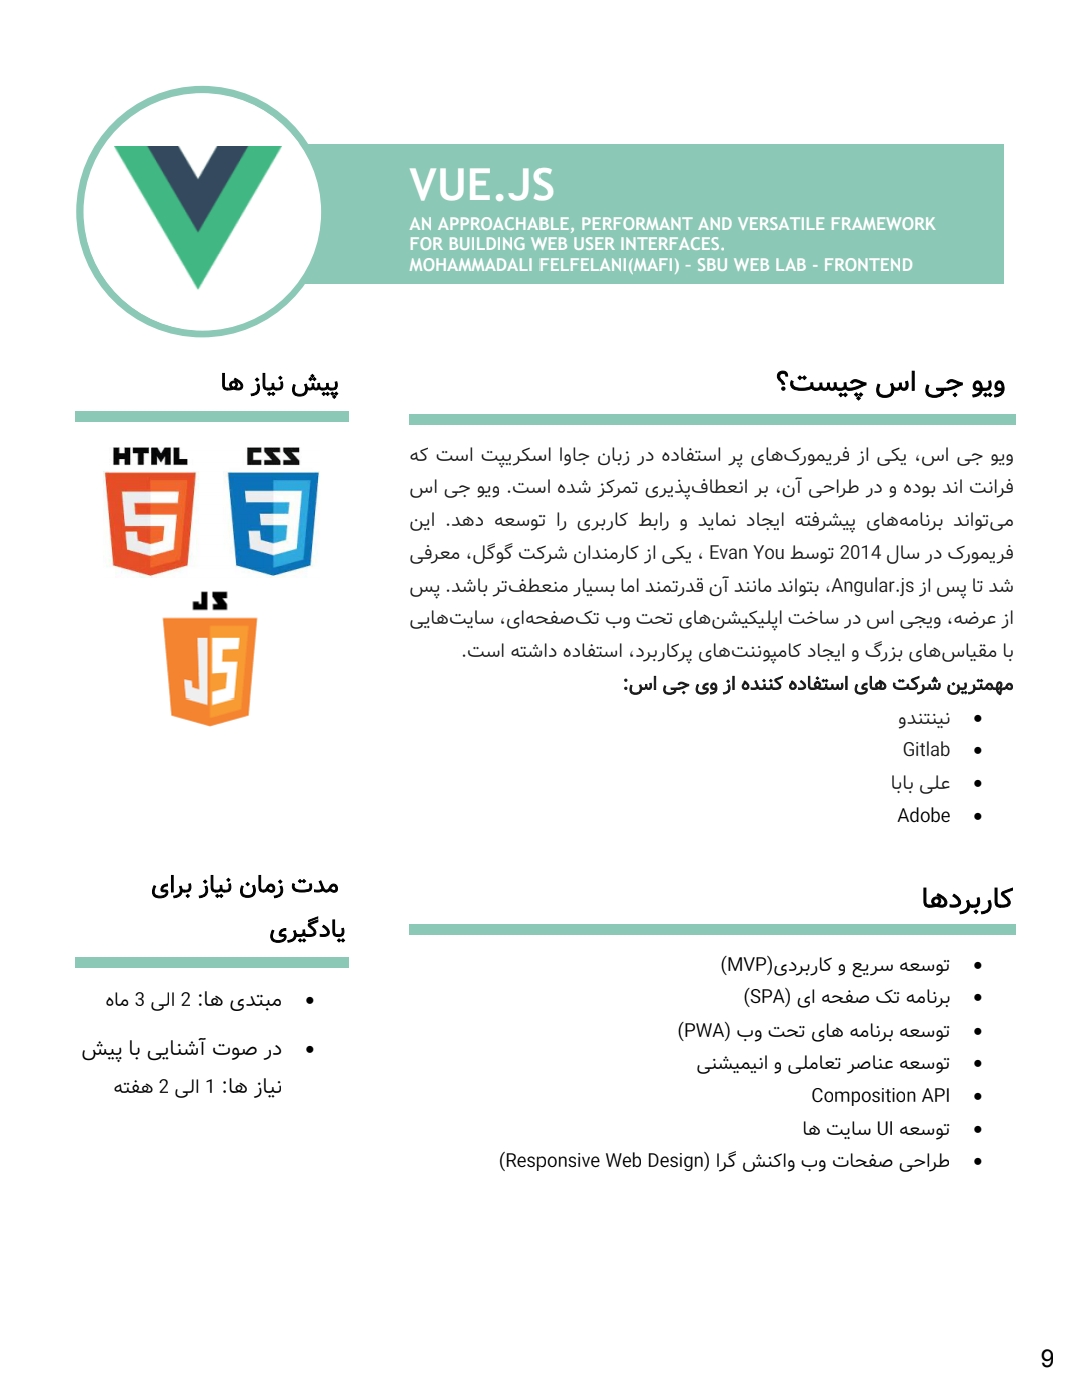 VUE.JS
AN APPROACHABLE, PERFORMANT AND VERSATILE FRAMEWORK
FOR BUILDING WEB USER INTERFACES.
MOHAMMADALI FELFELANI(MAFI) – SBU WEB LAB - FRONTEND
ویو جی اس چیست؟
ویو جی اس، یکی از فریمورک‌های پر استفاده در زبان جاوا اسکریپت است که
فرانت اند بوده و در طراحی آن، بر انعطاف‌پذیری تمرکز شده است. ویو جی اس
می‌تواند برنامه‌های پیشرفته ایجاد نماید و رابط کاربری را توسعه دهد. این
فریمورک در سال 2014 توسط Evan You ، یکی از کارمندان شرکت گوگل، معرفی
شد تا پس از Angular.js، بتواند مانند آن قدرتمند اما بسیار منعطف‌تر باشد. پس
از عرضه، ویجی اس در ساخت اپلیکیشن‌های تحت وب تک‌صفحه‌ای، سایت‌هایی
با مقیاس‌های بزرگ و ایجاد کامپوننت‌های پرکاربرد، استفاده داشته است.
مهمترین شرکت های استفاده کننده از وی جی اس:
• نینتندو
• Gitlab
• علی بابا
• Adobe
کاربردها
• توسعه سریع و کاربردی(MVP)
• برنامه تک صفحه ای (SPA)
• توسعه برنامه های تحت وب (PWA)
• توسعه عناصر تعاملی و انیمیشنی
• Composition API
• توسعه UI سایت ها
• طراحی صفحات وب واکنش گرا (Responsive Web Design)
پیش نیاز ها
HTML CSS
5 3
JS
JS
مدت زمان نیاز برای
یادگیری
• مبتدی ها: 2 الی 3 ماه
• در صوت آشنایی با پیش
نیاز ها: 1 الی 2 هفته
9